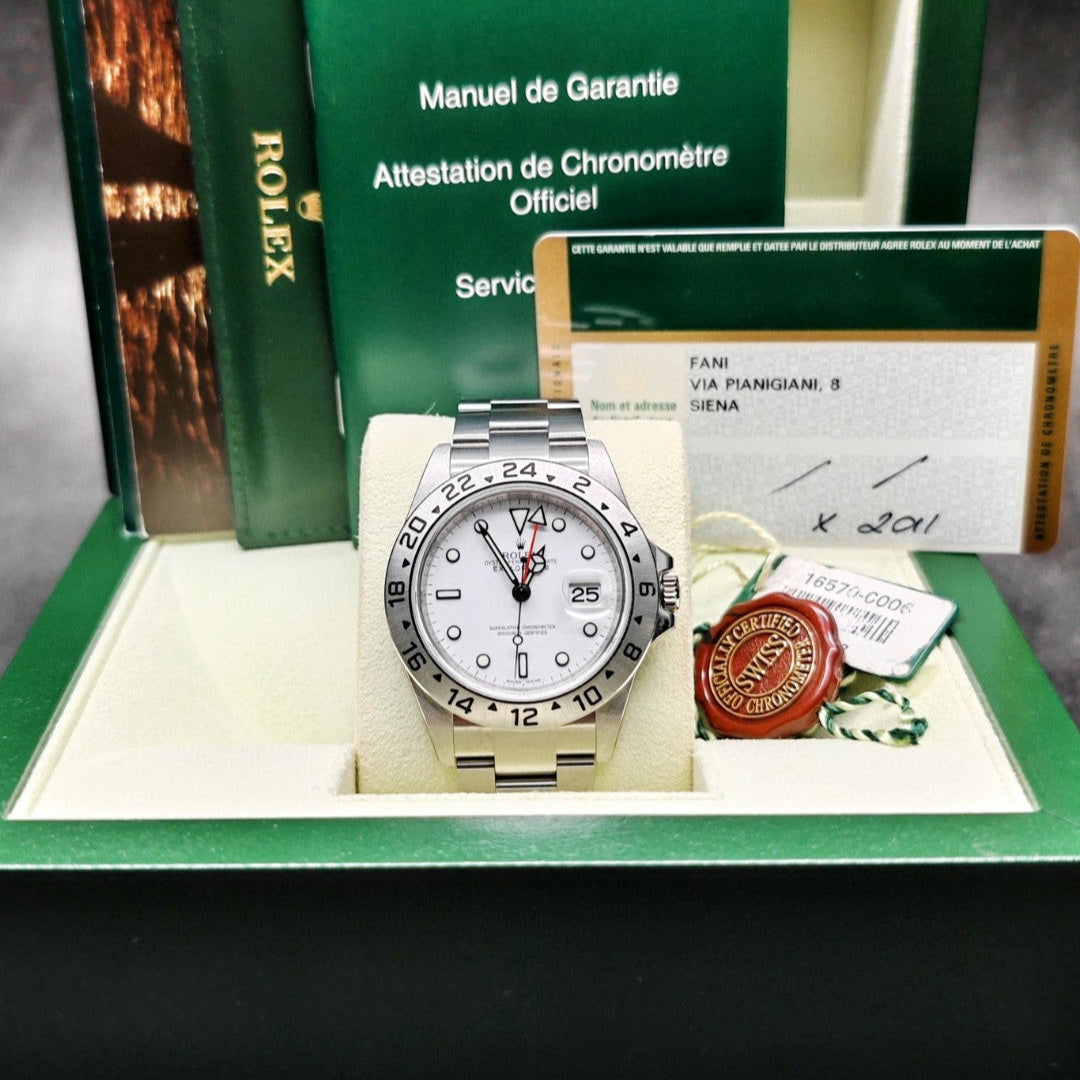 Manuel de Garantie
Attestation de Chronomètre
Officiel
Servic
ROLEX
CETTE GARANTIE N'EST VALABLE QUE REMPLIE ET DATEE PAR LE DISTRIBUTEUR AGREE ROLEX AU MOMENT DE L'ACHAT
FANI
VIA PIANIGIANI, 8
Nom et adresse
SIENA
ATTESTATION DE CHRONOMETRE
/ /
x 2011
24
2
4
6
8
10
12
14
16
18
20
22
25
SUPERLATIVE CHRONOMETER
OFFICIALLY CERTIFIED
16570-C006
OFFICIALLY CERTIFIED
SWISS
CHRONOMETER